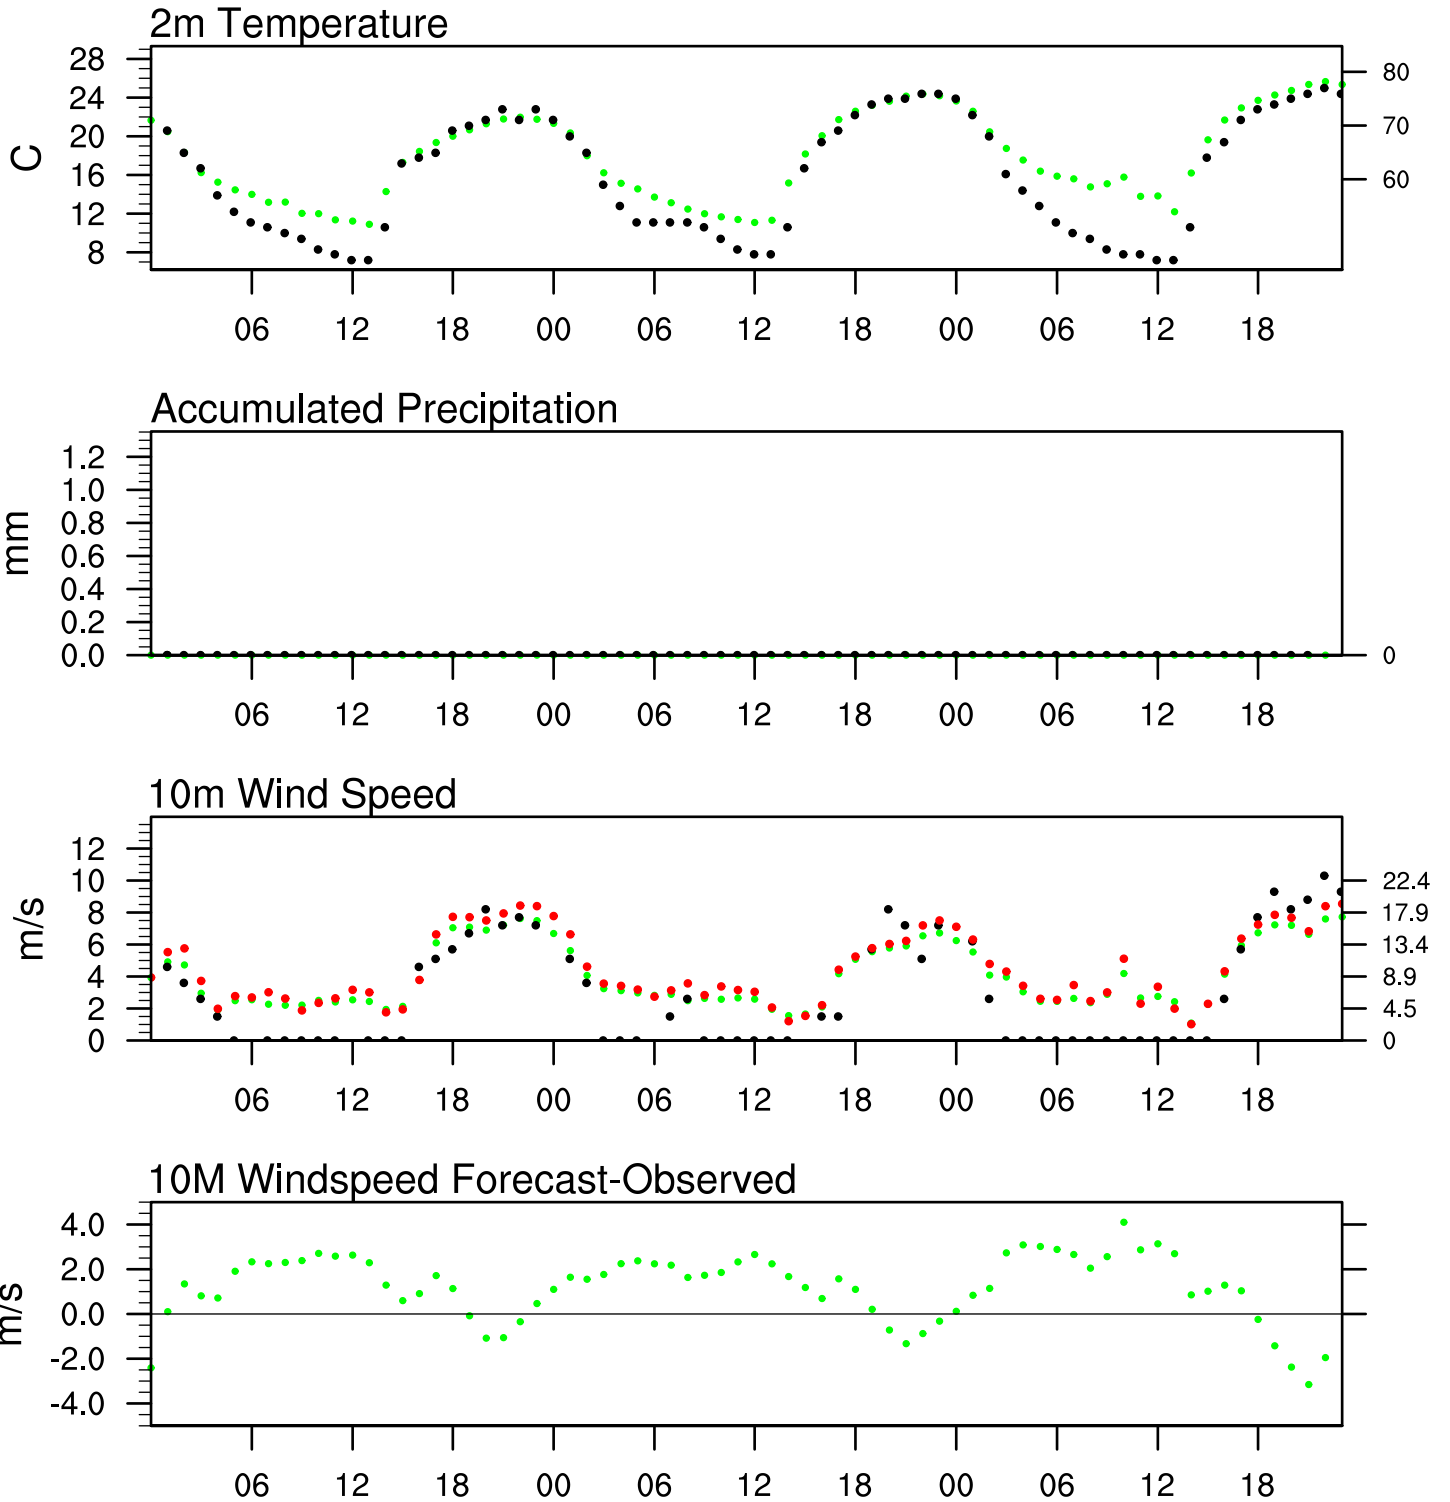 2m Temperature
28
24
20
16
12
8
C
80
70
60
06 12 18 00 06 12 18 00 06 12 18
Accumulated Precipitation
1.2
1.0
0.8
0.6
0.4
0.2
0.0
mm
0
06 12 18 00 06 12 18 00 06 12 18
10m Wind Speed
12
10
8
6
4
2
0
m/s
22.4
17.9
13.4
8.9
4.5
0
06 12 18 00 06 12 18 00 06 12 18
10M Windspeed Forecast-Observed
4.0
2.0
0.0
-2.0
-4.0
m/s
06 12 18 00 06 12 18 00 06 12 18